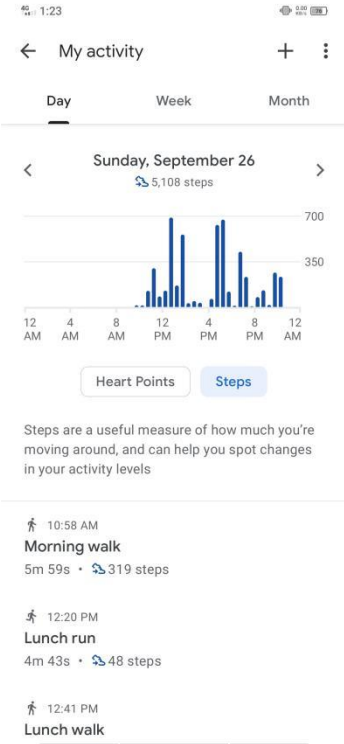 4G 1:23
0.00 KB/s
My activity
Day Week Month
Sunday, September 26
5,108 steps
700
350
12 AM 4 AM 8 AM 12 PM 4 PM 8 PM 12 AM
Heart Points Steps
Steps are a useful measure of how much you're
moving around, and can help you spot changes
in your activity levels
10:58 AM
Morning walk
5m 59s • 319 steps
12:20 PM
Lunch run
4m 43s • 48 steps
12:41 PM
Lunch walk